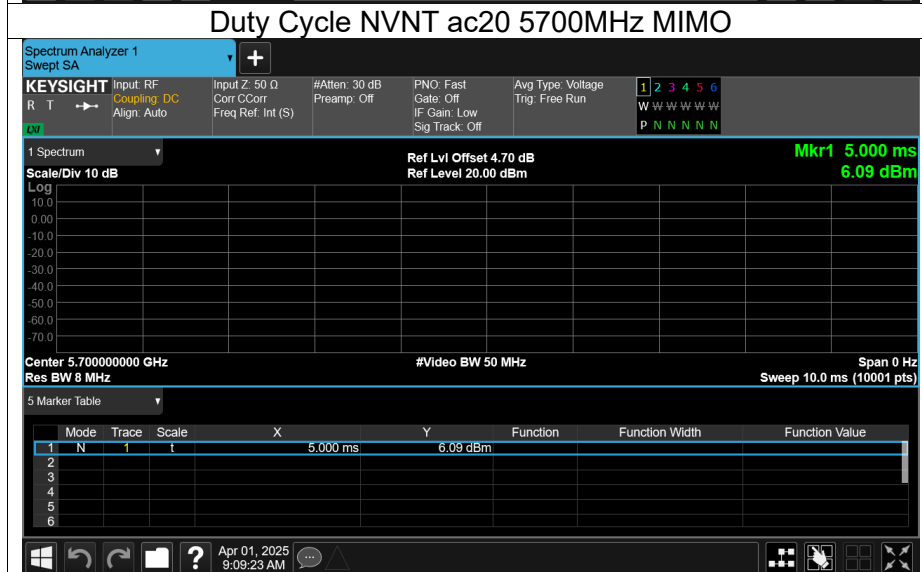 Duty Cycle NVNT ac20 5700MHz MIMO
Spectrum Analyzer 1
Swept SA
+
KEYSIGHT Input: RF Input Z: 50 Ω #Atten: 30 dB PNO: Fast Avg Type: Voltage 1 2 3 4 5 6
R T Coupling: DC Corr CCorr Preamp: Off Gate: Off Trig: Free Run W W W W W W
Align: Auto Freq Ref: Int (S) IF Gain: Low
LXI Sig Track: Off P N N N N N
1 Spectrum Ref Lvl Offset 4.70 dB Mkr1 5.000 ms
Scale/Div 10 dB Ref Level 20.00 dBm 6.09 dBm
Log
10.0
0.00
-10.0
-20.0
-30.0
-40.0
-50.0
-60.0
-70.0
Center 5.700000000 GHz #Video BW 50 MHz Span 0 Hz
Res BW 8 MHz Sweep 10.0 ms (10001 pts)
5 Marker Table
Mode Trace Scale X Y Function Function Width Function Value
1 N 1 t 5.000 ms 6.09 dBm
2
3
4
5
6
? Apr 01, 2025
9:09:23 AM